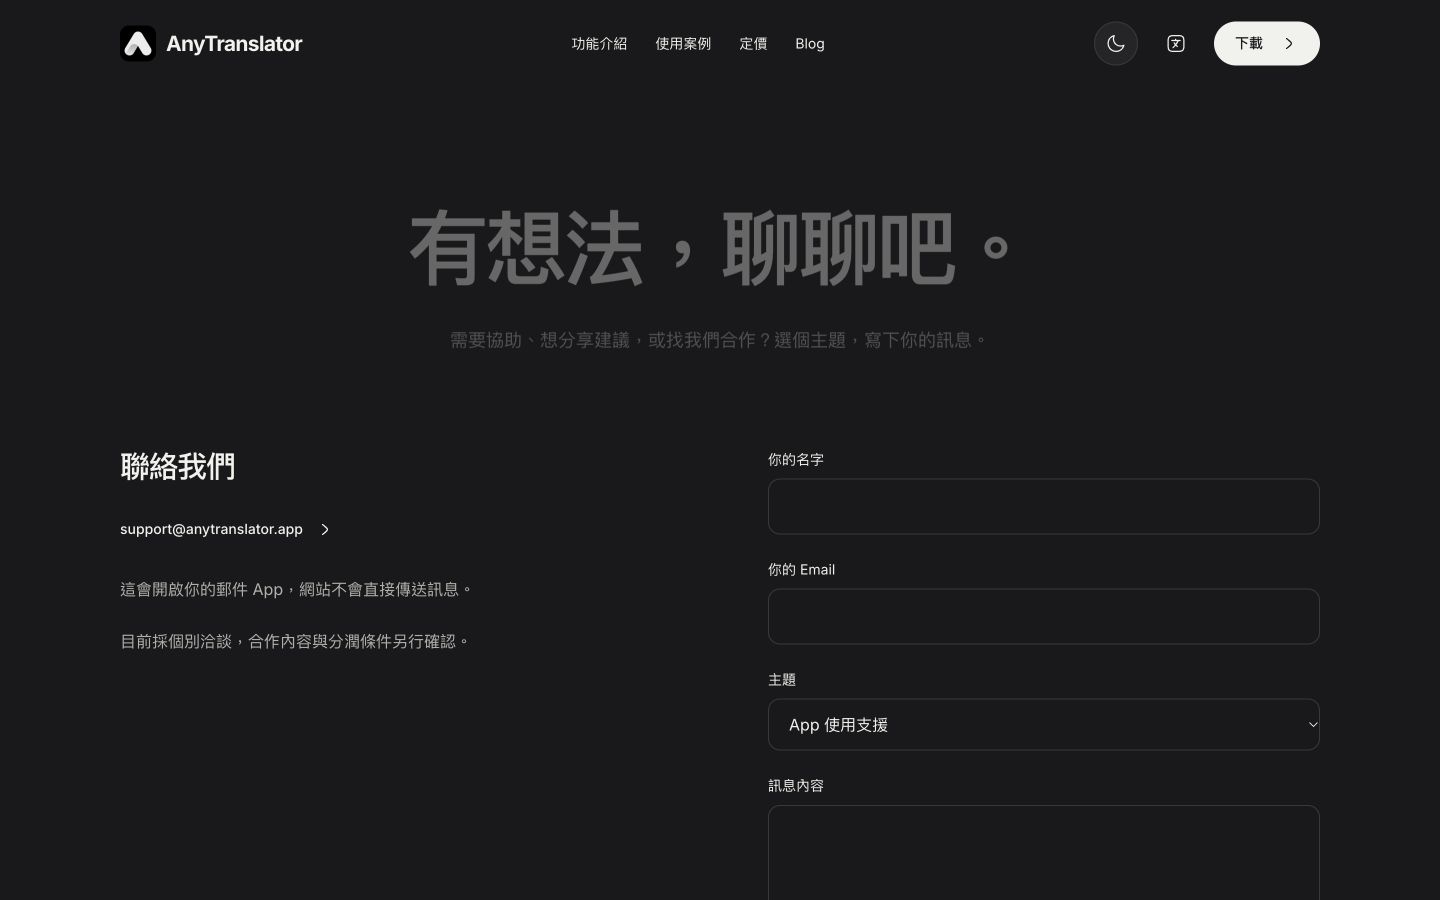 AnyTranslator
功能介紹
使用案例
定價
Blog
下載
有想法，聊聊吧。
需要協助、想分享建議，或找我們合作？選個主題，寫下你的訊息。
聯絡我們
support@anytranslator.app
這會開啟你的郵件 App，網站不會直接傳送訊息。
目前採個別洽談，合作內容與分潤條件另行確認。
你的名字
你的 Email
主題
App 使用支援
訊息內容